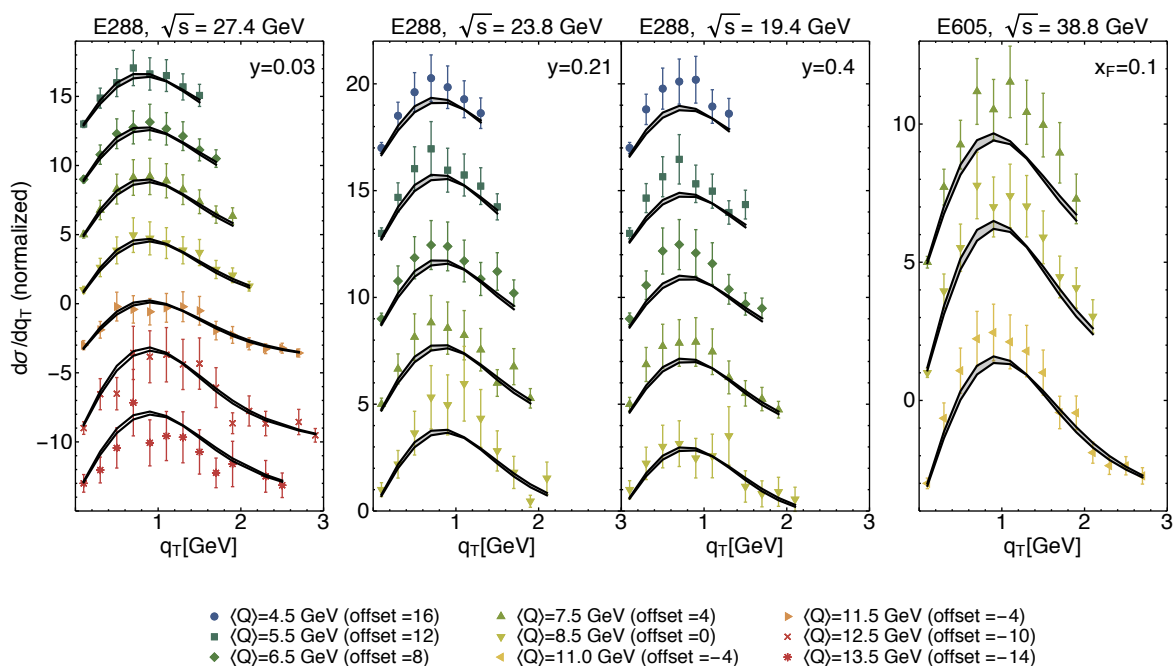 E288, √s = 27.4 GeV
E288, √s = 23.8 GeV
E288, √s = 19.4 GeV
E605, √s = 38.8 GeV
y=0.03
y=0.21
y=0.4
x_F=0.1
dσ/dq_T (normalized)
15
10
5
0
−5
−10
20
15
10
5
0
10
5
0
1 2 3
1 2 3
1 2 3
1 2 3
q_T[GeV]
q_T[GeV]
q_T[GeV]
q_T[GeV]
⟨Q⟩=4.5 GeV (offset =16)
⟨Q⟩=5.5 GeV (offset =12)
⟨Q⟩=6.5 GeV (offset =8)
⟨Q⟩=7.5 GeV (offset =4)
⟨Q⟩=8.5 GeV (offset =0)
⟨Q⟩=11.0 GeV (offset =−4)
⟨Q⟩=11.5 GeV (offset =−4)
⟨Q⟩=12.5 GeV (offset =−10)
⟨Q⟩=13.5 GeV (offset =−14)